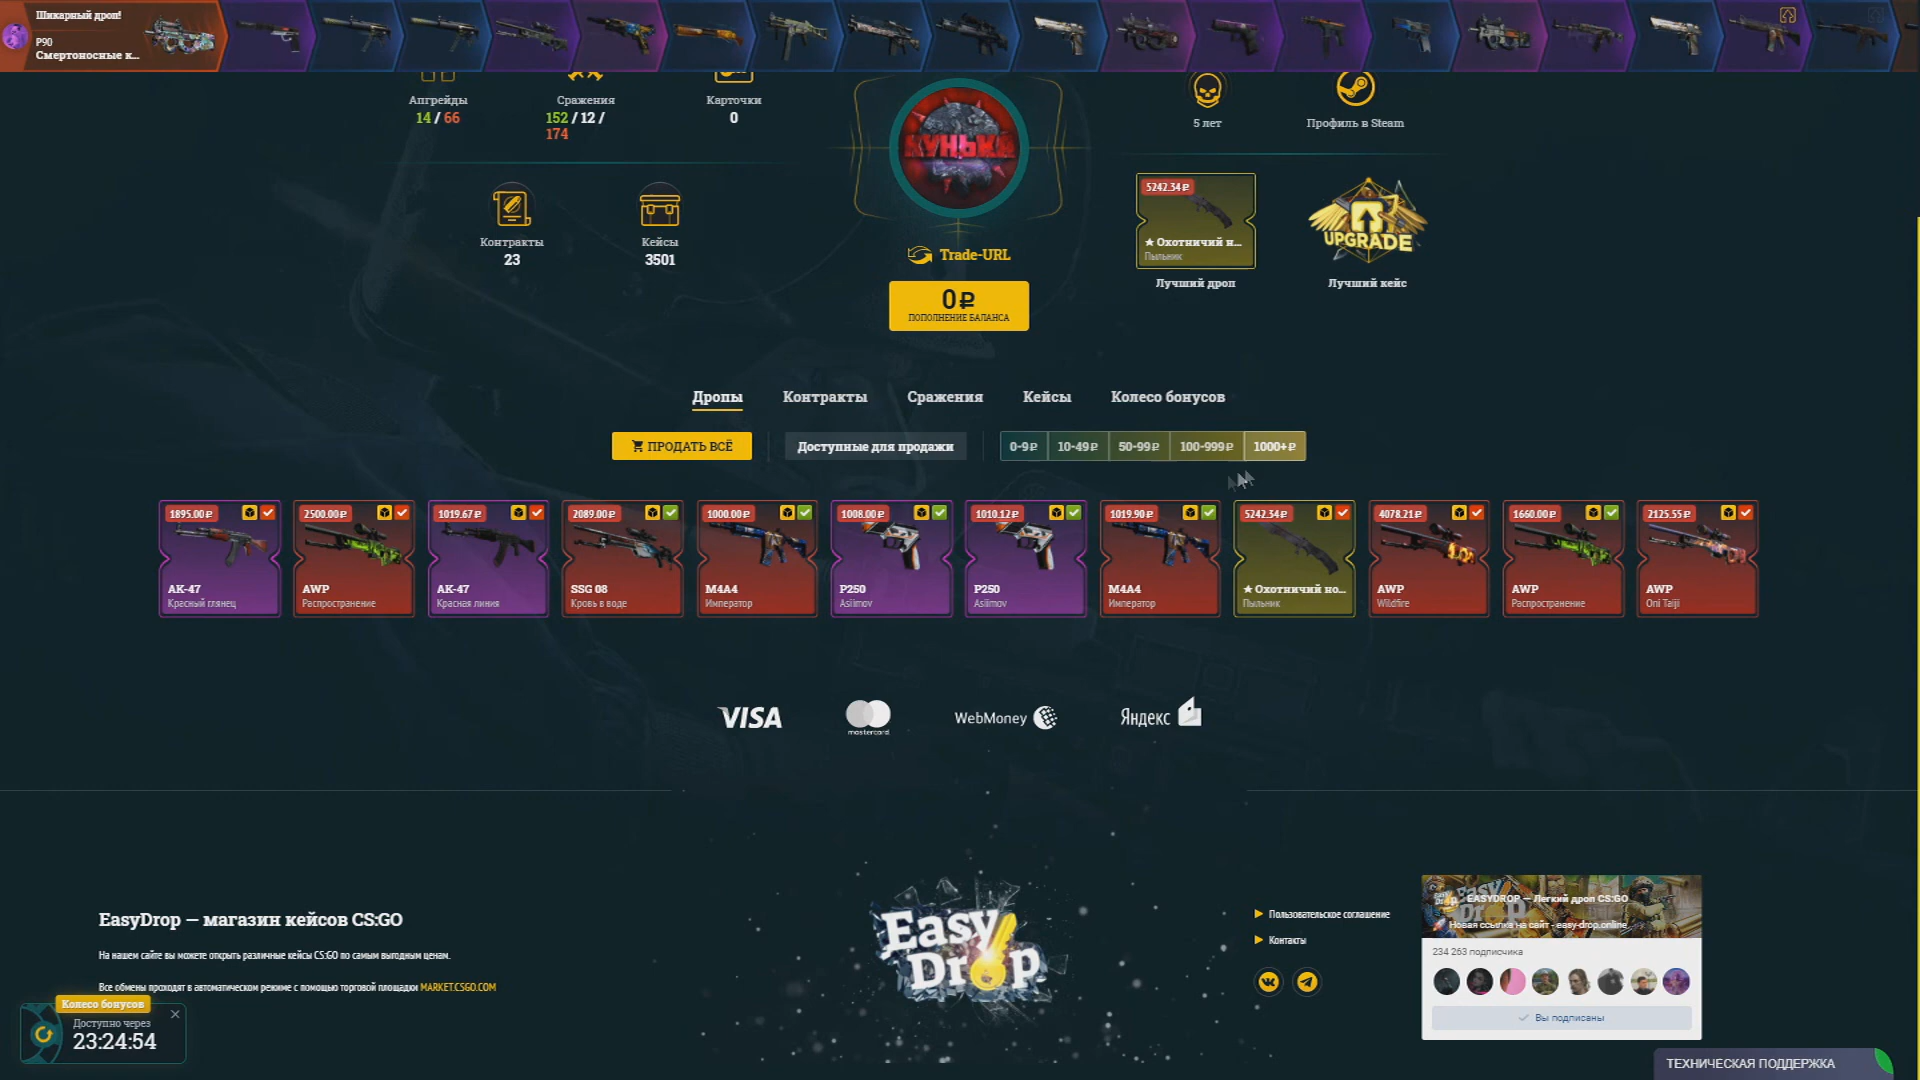 Шикарный дроп!
P90
Смертоносные к...
Апгрейды
14 / 66
Сражения
152 / 12 /
174
Карточки
0
КУНЬКА
5 лет
Профиль в Steam
Контракты
23
Кейсы
3501
Trade-URL
0₽
ПОПОЛНЕНИЕ БАЛАНСА
5242.34₽
★ Охотничий н...
Пыльник
Лучший дроп
UPGRADE
Лучший кейс
Дропы
Контракты
Сражения
Кейсы
Колесо бонусов
ПРОДАТЬ ВСЁ
Доступные для продажи
0-9₽
10-49₽
50-99₽
100-999₽
1000+₽
1895.00₽
AK-47
Красный глянец
2500.00₽
AWP
Распространение
1019.67₽
AK-47
Красная линия
2089.00₽
SSG 08
Кровь в воде
1000.00₽
M4A4
Император
1008.00₽
P250
Asiimov
1010.12₽
P250
Asiimov
1019.90₽
M4A4
Император
5242.34₽
★ Охотничий но...
Пыльник
4078.21₽
AWP
Wildfire
1660.00₽
AWP
Распространение
2125.55₽
AWP
Oni Taiji
VISA
mastercard
WebMoney
Яндекс
EasyDrop — магазин кейсов CS:GO
На нашем сайте вы можете открыть различные кейсы CS:GO по самым выгодным ценам.
Все обмены проходят в автоматическом режиме с помощью торговой площадки MARKET.CSGO.COM
Колесо бонусов
Доступно через
23:24:54
Easy
Drop
Пользовательское соглашение
Контакты
EASYDROP — Легкий дроп CS:GO
Новая ссылка на сайт - easy-drop.online
234 263 подписчика
Вы подписаны
ТЕХНИЧЕСКАЯ ПОДДЕРЖКА